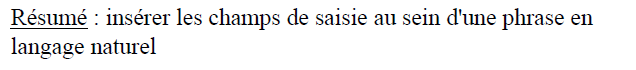 Résumé : insérer les champs de saisie au sein d'une phrase en
langage naturel